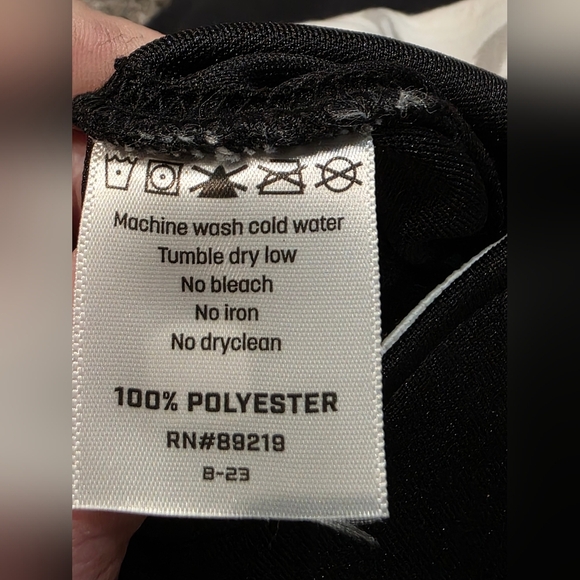 Machine wash cold water
Tumble dry low
No bleach
No iron
No dryclean
100% POLYESTER
RN#89219
B-23